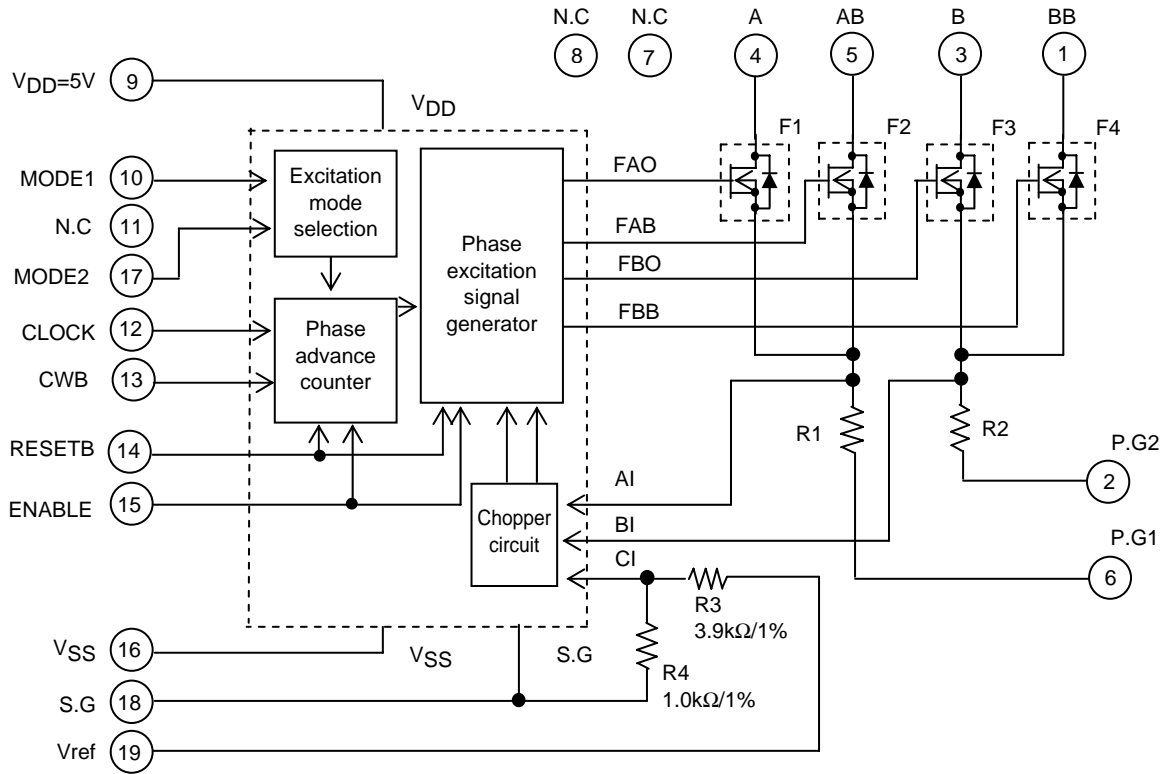 N.C N.C A AB B BB
8 7 4 5 3 1
VDD=5V 9
VDD
F1 F2 F3 F4
MODE1 10
N.C 11
MODE2 17
CLOCK 12
CWB 13
RESETB 14
ENABLE 15
Excitation
mode
selection
Phase
advance
counter
Phase
excitation
signal
generator
FAO
FAB
FBO
FBB
R1
R2
P.G2
2
P.G1
6
Chopper
circuit
AI
BI
CI
R3
3.9kΩ/1%
R4
1.0kΩ/1%
VSS 16
VSS
S.G
S.G 18
Vref 19